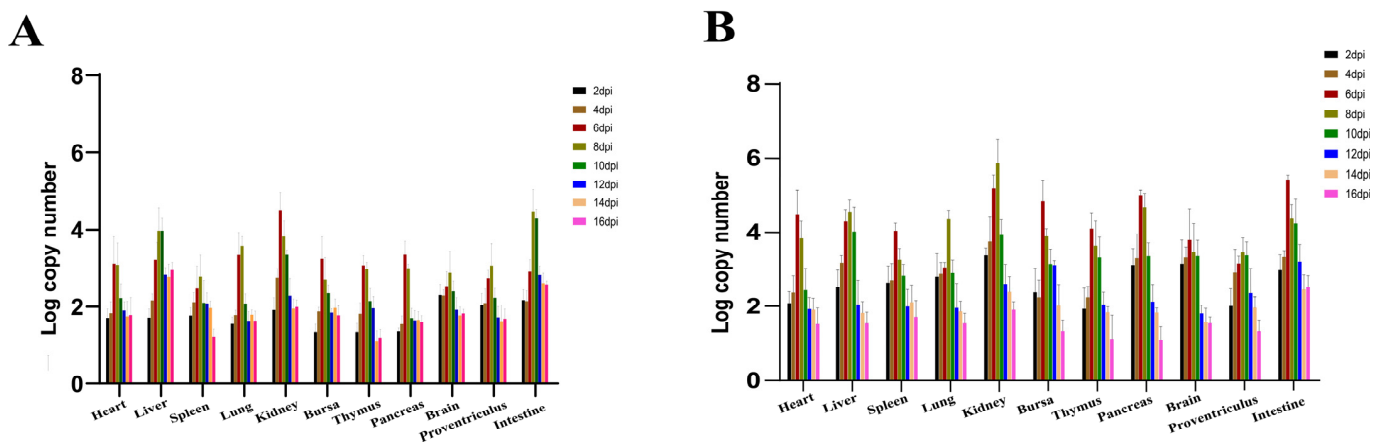 A
Log copy number
8
6
4
2
0
Heart
Liver
Spleen
Lung
Kidney
Bursa
Thymus
Pancreas
Brain
Proventriculus
Intestine
2dpi
4dpi
6dpi
8dpi
10dpi
12dpi
14dpi
16dpi
B
Log copy number
8
6
4
2
0
Heart
Liver
Spleen
Lung
Kidney
Bursa
Thymus
Pancreas
Brain
Proventriculus
Intestine
2dpi
4dpi
6dpi
8dpi
10dpi
12dpi
14dpi
16dpi